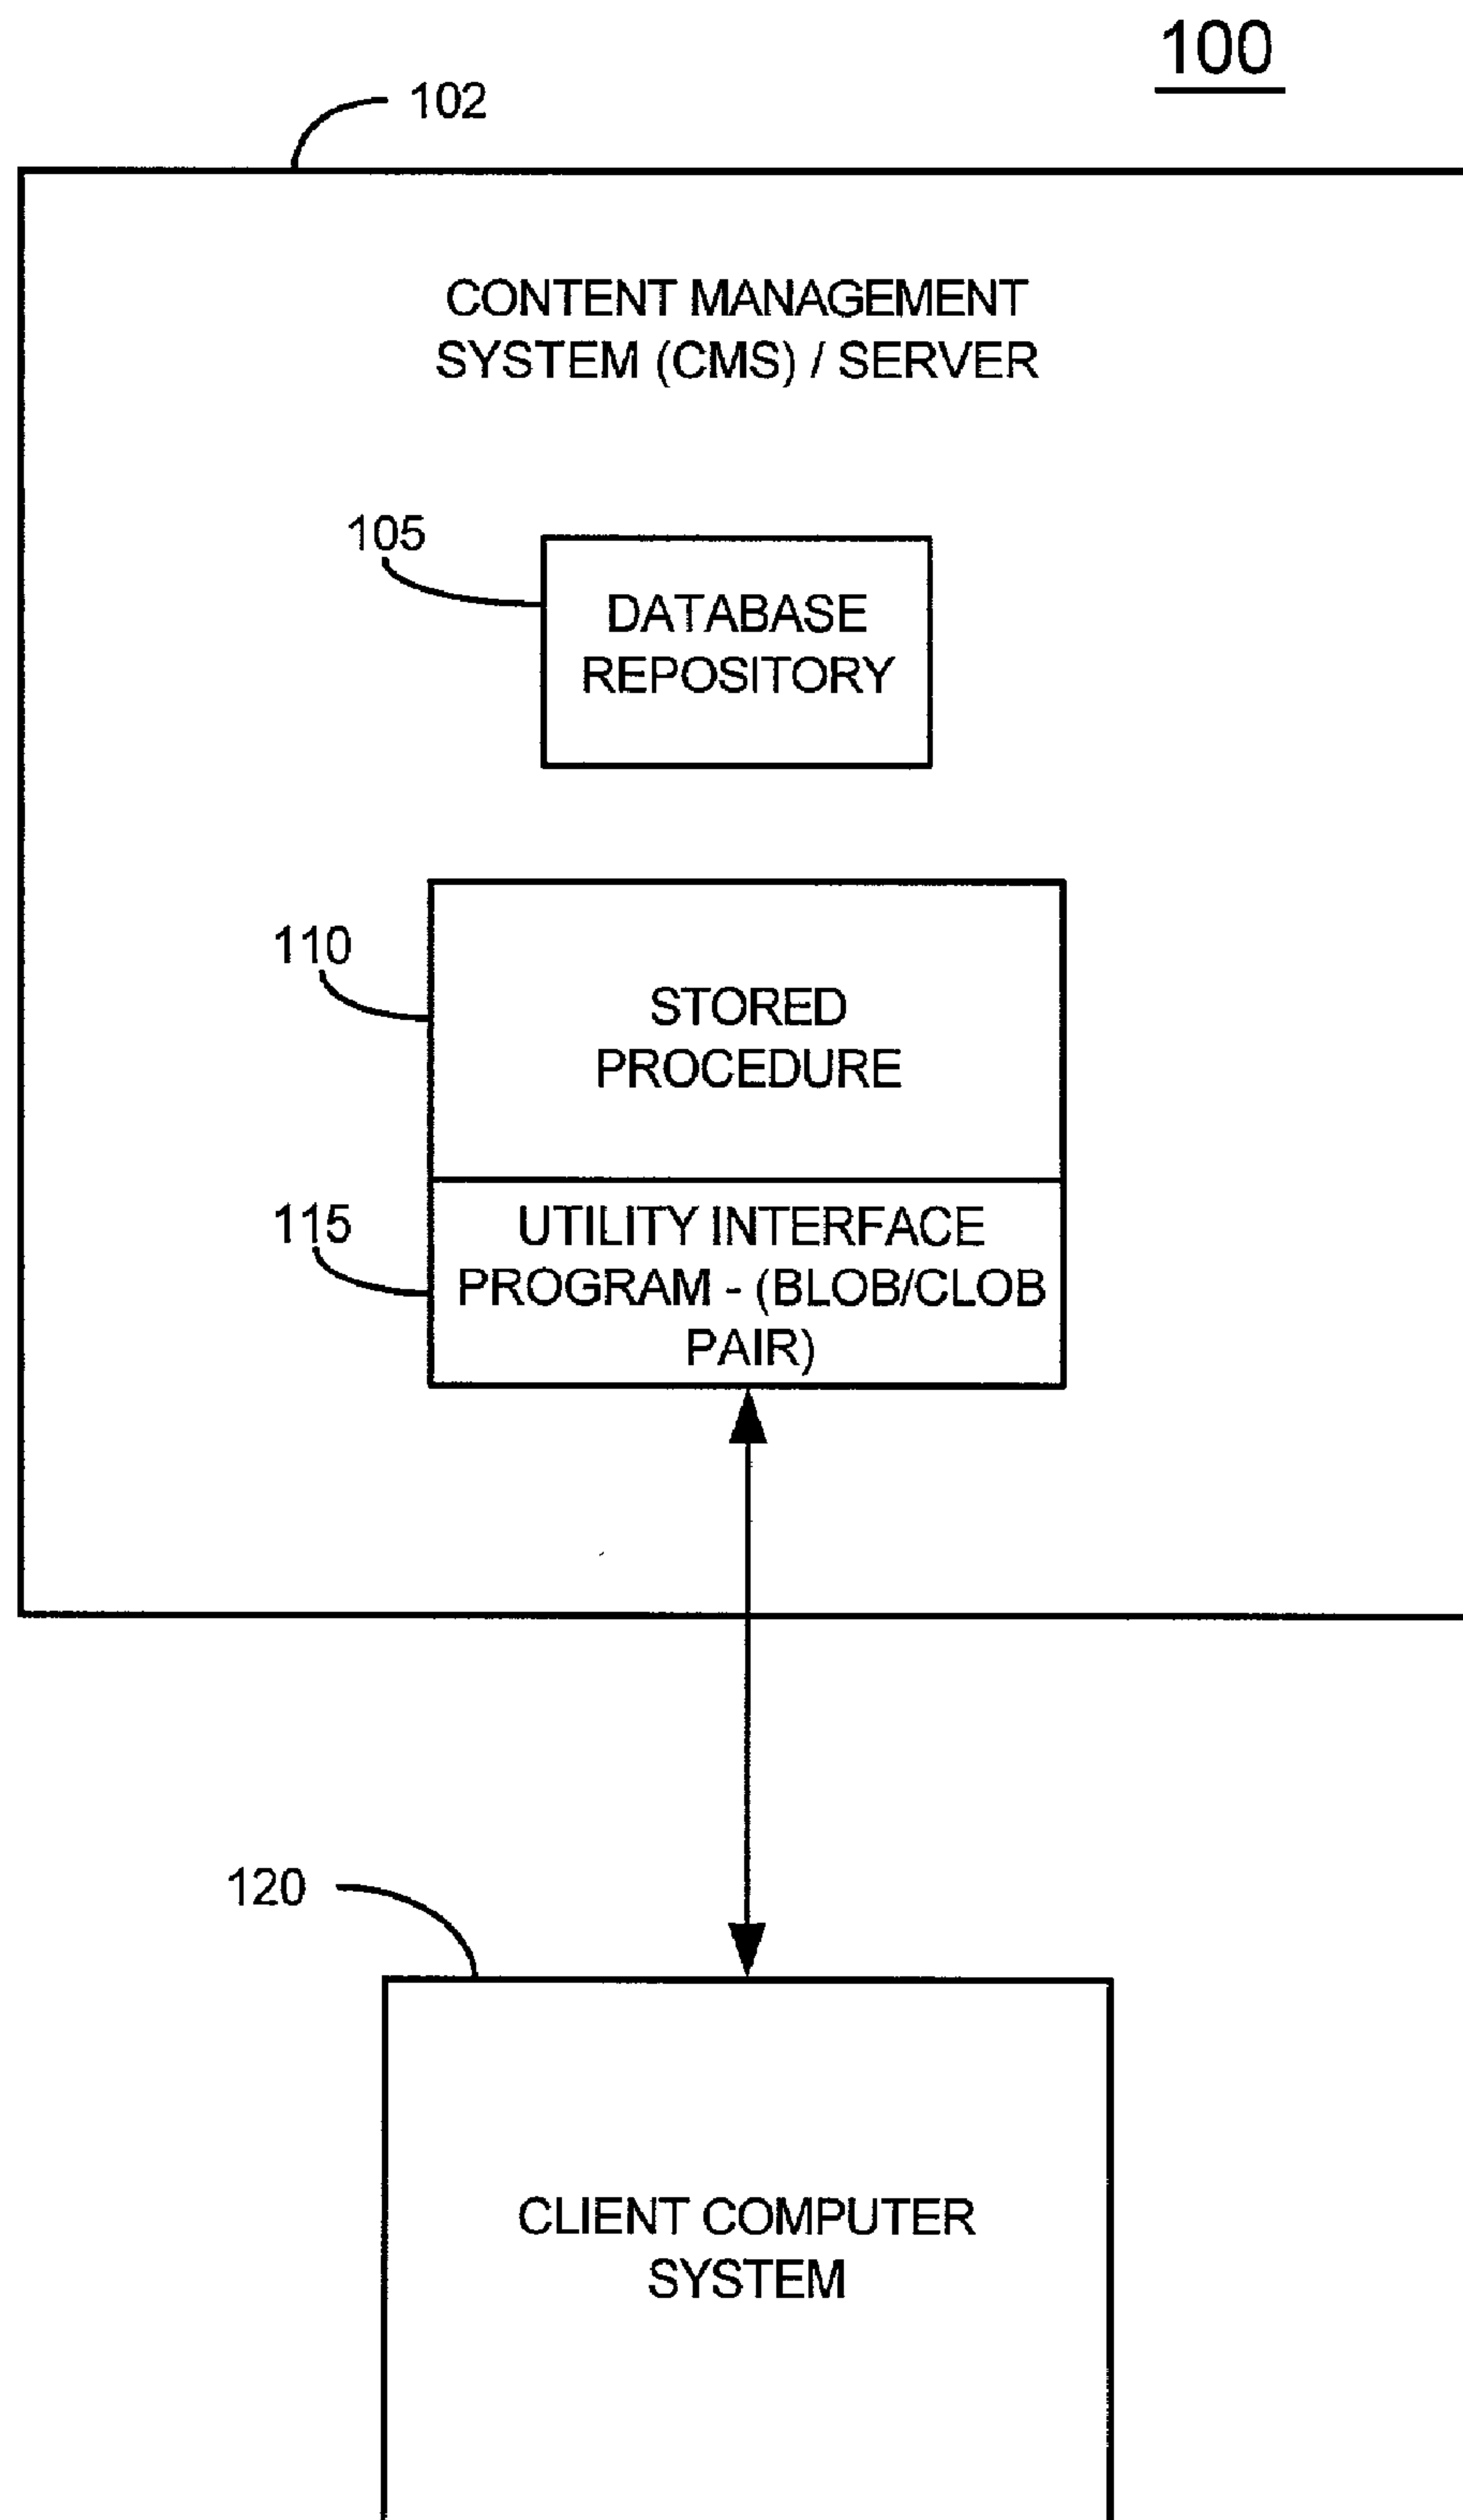 100
102
CONTENT MANAGEMENT
SYSTEM (CMS) / SERVER
105
DATABASE
REPOSITORY
110
STORED
PROCEDURE
115
UTILITY INTERFACE
PROGRAM - (BLOB/CLOB
PAIR)
120
CLIENT COMPUTER
SYSTEM